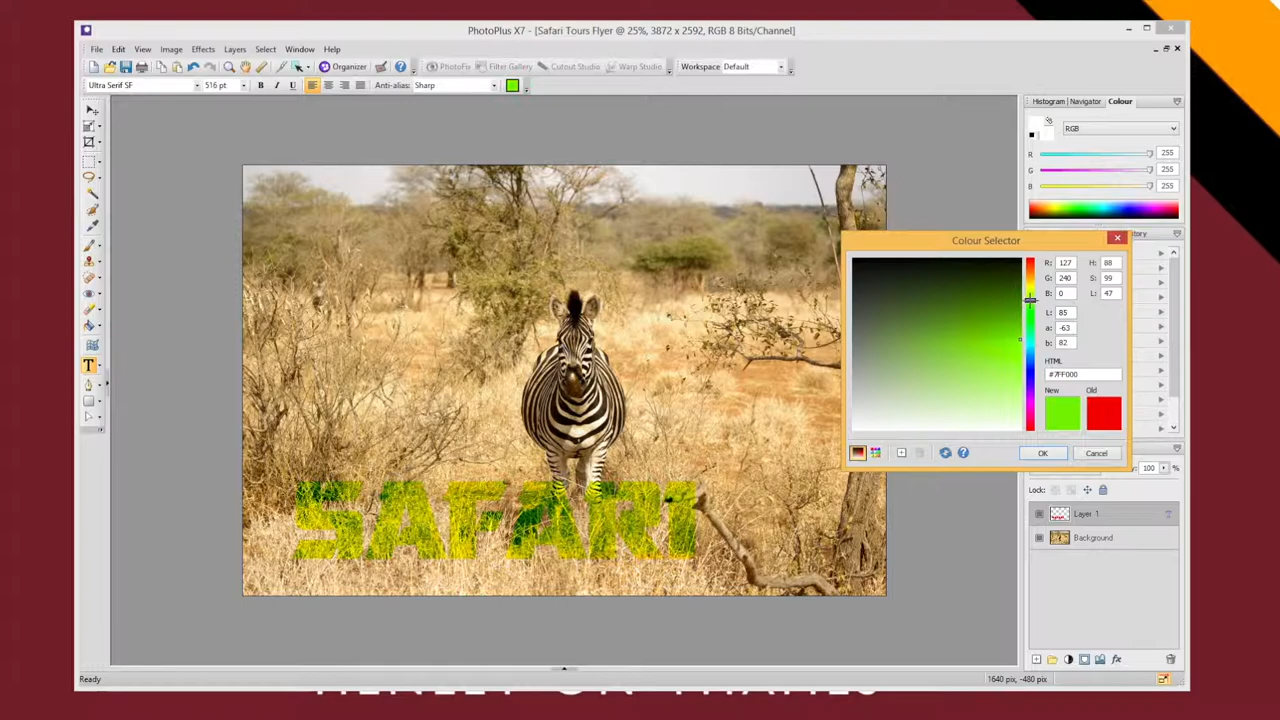 PhotoPlus X7 - [Safari Tours Flyer @ 25%, 3872 x 2592, RGB 8 Bits/Channel]
File Edit View Image Effects Layers Select Window Help
Organizer PhotoFix Filter Gallery Cutout Studio Warp Studio Workspace Default
Ultra Serif SF 516 pt B I U Anti-alias: Sharp
Histogram Navigator Colour
RGB
R 255
G 255
B 255
Colour Selector
R: 127 H: 88
G: 240 S: 99
B: 0 L: 47
L: 85
a: -63
b: 82
HTML
#7FF000
New Old
OK Cancel
100 %
Lock:
Layer 1
Background
SAFARI
fx
Ready 1640 pix, -480 pix